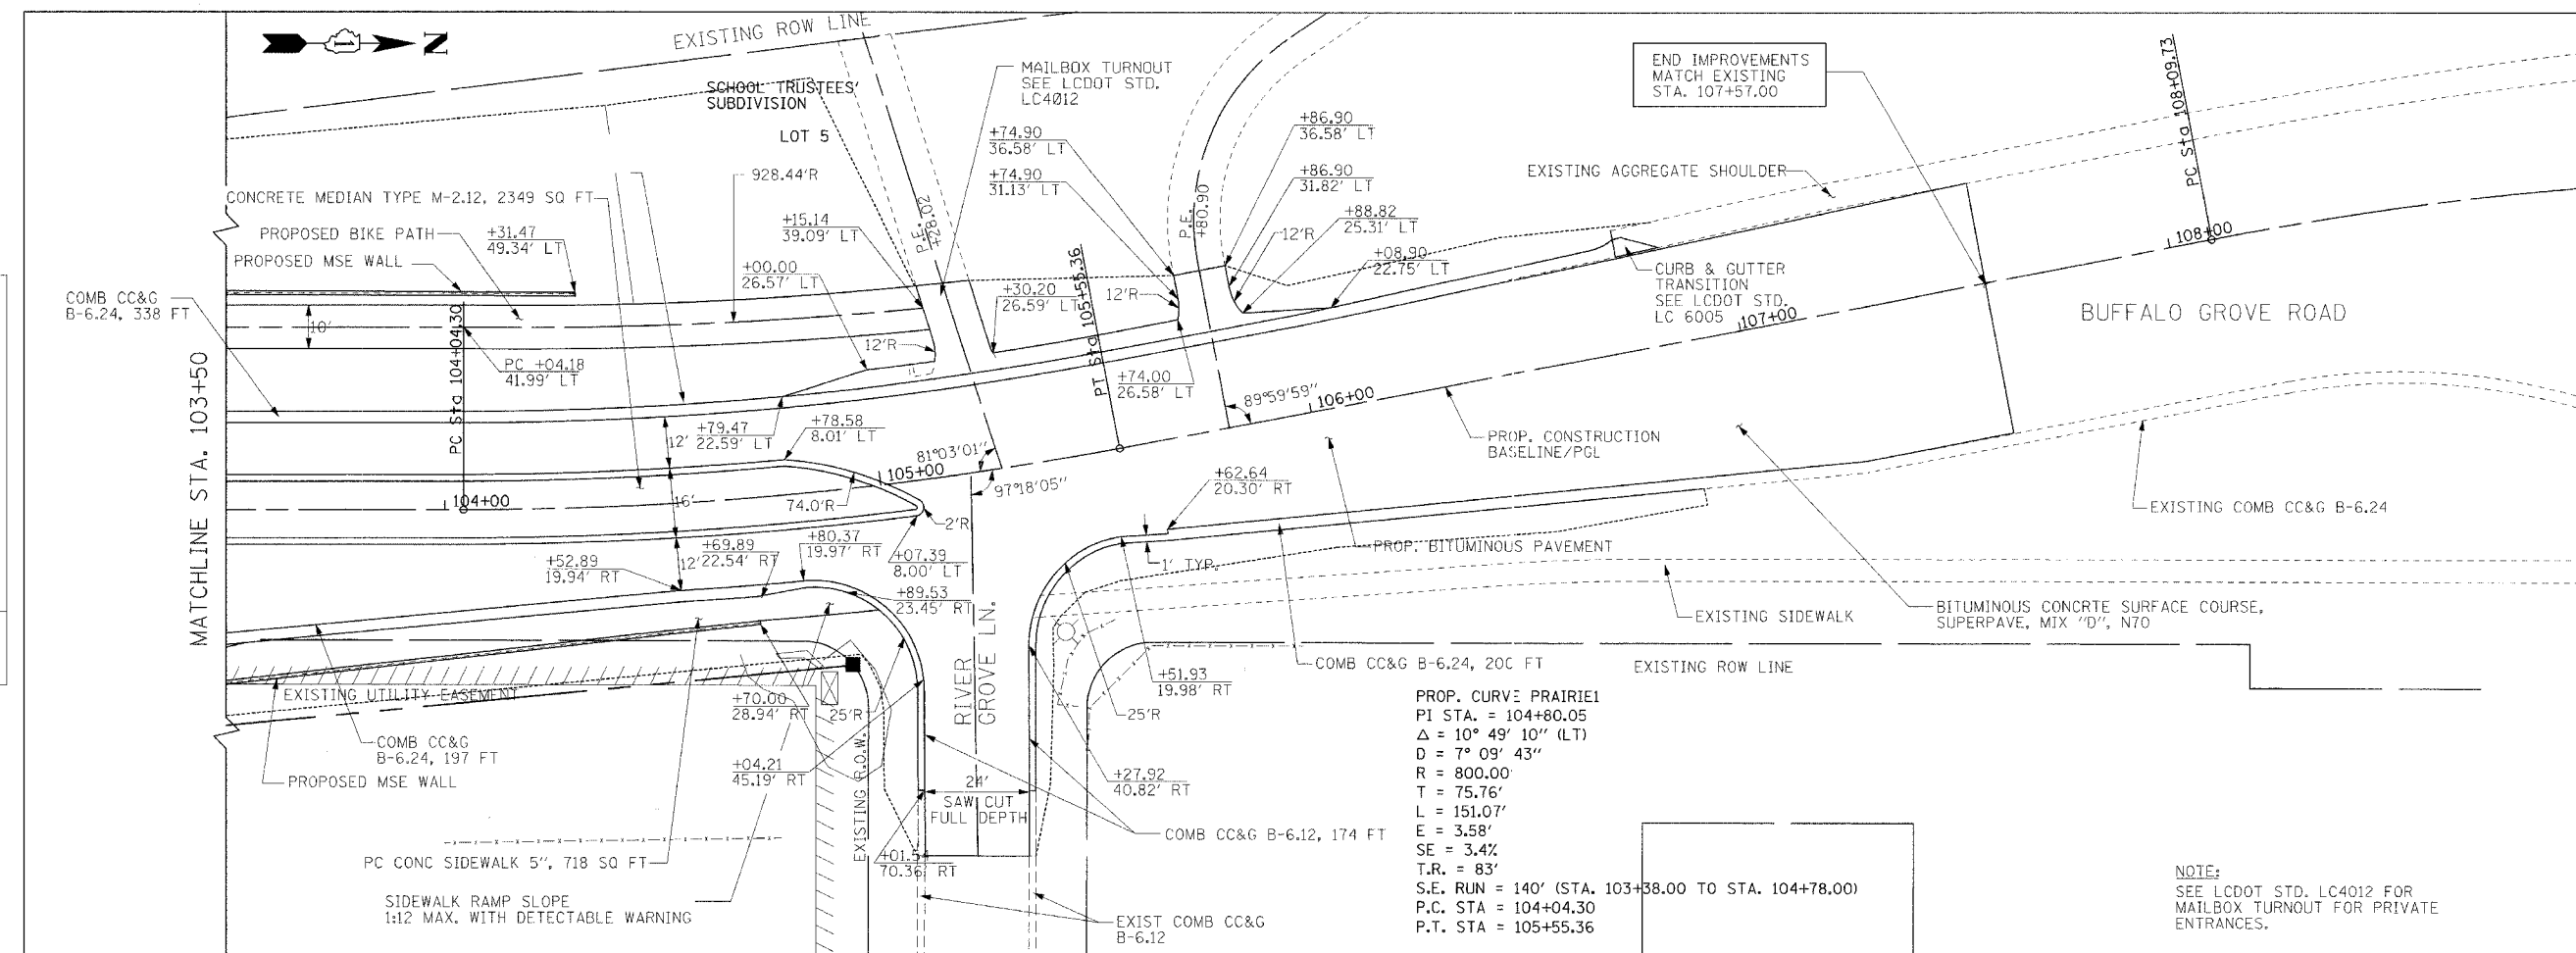 N
EXISTING ROW LINE
SCHOOL TRUSTEES'
SUBDIVISION
LOT 5
MAILBOX TURNOUT
SEE LCDOT STD.
LC4012
END IMPROVEMENTS
MATCH EXISTING
STA. 107+57.00
PC Sta 108+09.73
+74.90
36.58' LT
+86.90
36.58' LT
+74.90
31.13' LT
+86.90
31.82' LT
EXISTING AGGREGATE SHOULDER
CONCRETE MEDIAN TYPE M-2.12, 2349 SQ FT
928.44'R
P.E.
+28.02
P.E.
+80.90
+88.82
25.31' LT
12'R
+15.14
39.09' LT
PROPOSED BIKE PATH
+31.47
49.34' LT
PROPOSED MSE WALL
+00.00
26.57' LT
+08.90
22.75' LT
108+00
CURB & GUTTER
TRANSITION
SEE LCDOT STD.
LC 6005
107+00
BUFFALO GROVE ROAD
COMB CC&G
B-6.24, 338 FT
10'
PC Sta 104+04.30
+30.20
26.59' LT
12'R
PT Sta 105+55.36
12'R
PC +04.18
41.99' LT
+74.00
26.58' LT
89°59'59"
106+00
MATCHLINE STA. 103+50
12'
+79.47
22.59' LT
+78.58
8.01' LT
81°03'01"
105+00
97°18'05"
PROP. CONSTRUCTION
BASELINE/PGL
104+00
16'
74.0'R
2'R
+62.64
20.30' RT
EXISTING COMB CC&G B-6.24
12'
+69.89
22.54' RT
+80.37
19.97' RT
+07.39
8.00' LT
+52.89
19.94' RT
1' TYP.
PROP. BITUMINOUS PAVEMENT
+89.53
23.45' RT
EXISTING SIDEWALK
BITUMINOUS CONCRTE SURFACE COURSE,
SUPERPAVE, MIX "D", N70
RIVER
GROVE LN.
COMB CC&G B-6.24, 200 FT
EXISTING ROW LINE
EXISTING UTILITY EASEMENT
+70.00
28.94' RT
25'R
+51.93
19.98' RT
25'R
COMB CC&G
B-6.24, 197 FT
PROPOSED MSE WALL
EXISTING R.O.W.
+04.21
45.19' RT
+27.92
40.82' RT
24'
SAW CUT
FULL DEPTH
COMB CC&G B-6.12, 174 FT
PC CONC SIDEWALK 5", 718 SQ FT
+01.54
70.36' RT
SIDEWALK RAMP SLOPE
1:12 MAX. WITH DETECTABLE WARNING
EXIST COMB CC&G
B-6.12
PROP. CURVE PRAIRIE1
PI STA. = 104+80.05
Δ = 10° 49' 10" (LT)
D = 7° 09' 43"
R = 800.00'
T = 75.76'
L = 151.07'
E = 3.58'
SE = 3.4%
T.R. = 83'
S.E. RUN = 140' (STA. 103+38.00 TO STA. 104+78.00)
P.C. STA = 104+04.30
P.T. STA = 105+55.36
NOTE:
SEE LCDOT STD. LC4012 FOR
MAILBOX TURNOUT FOR PRIVATE
ENTRANCES.